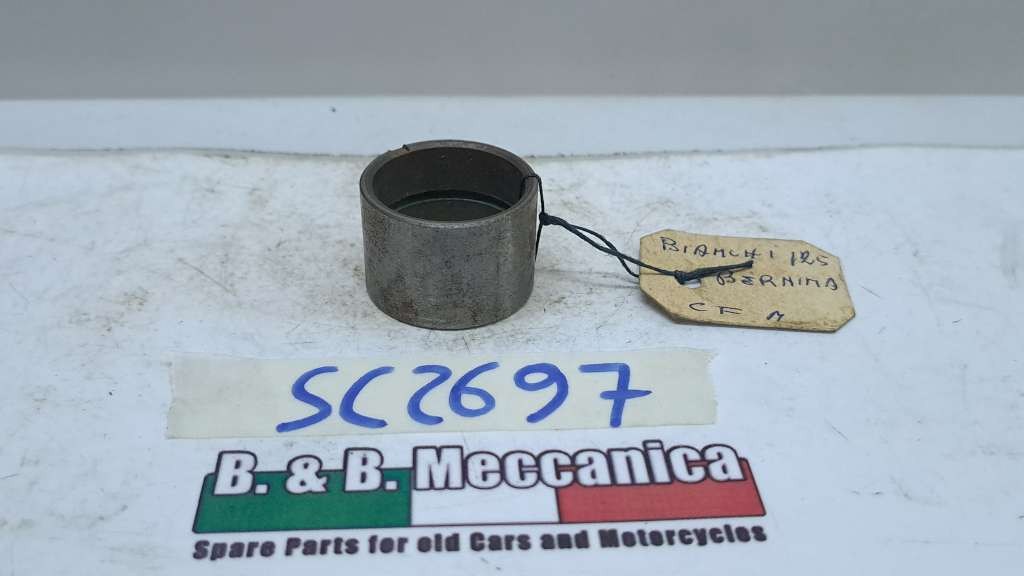 BIANCHI 125
BERNINA
CF N
SC2697
B. & B. Meccanica
Spare Parts for old Cars and Motorcycles